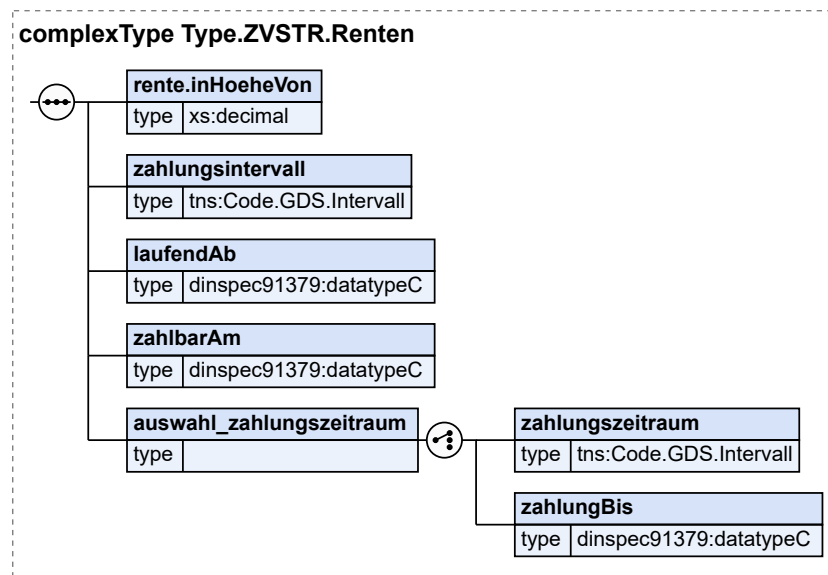 complexType Type.ZVSTR.Renten
rente.inHoeheVon
type xs:decimal
zahlungsintervall
type tns:Code.GDS.Intervall
laufendAb
type dinspec91379:datatypeC
zahlbarAm
type dinspec91379:datatypeC
auswahl_zahlungszeitraum
type
zahlungszeitraum
type tns:Code.GDS.Intervall
zahlungBis
type dinspec91379:datatypeC